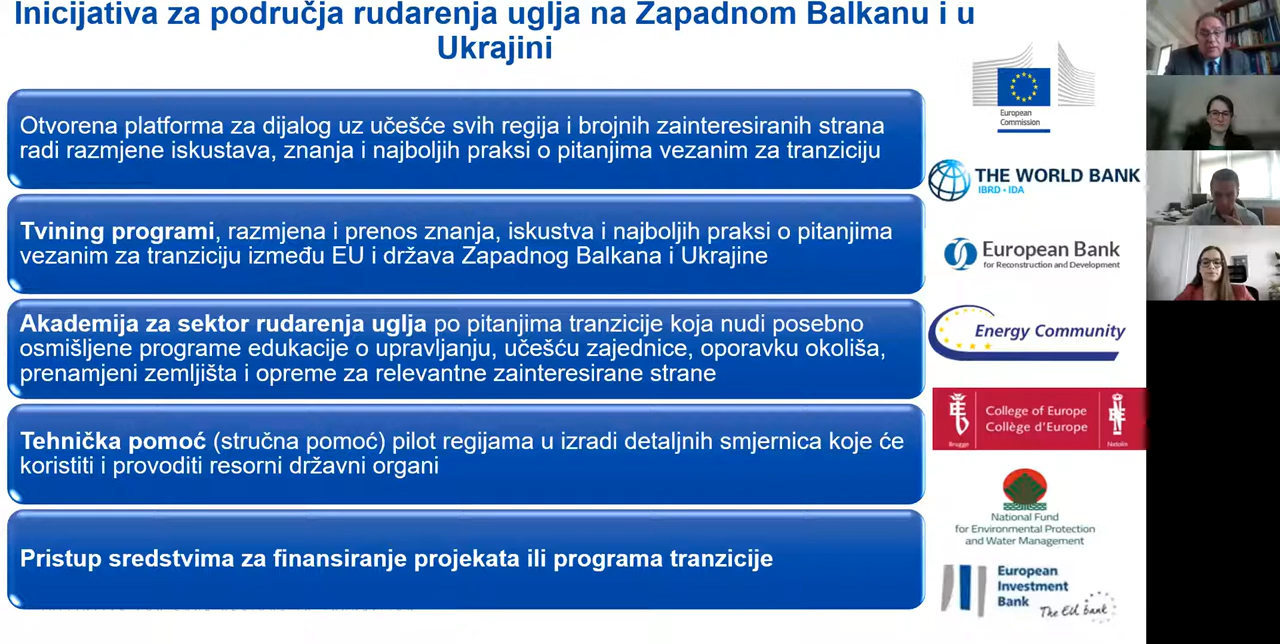 Inicijativa za područja rudarenja uglja na Zapadnom Balkanu i u
Ukrajini
Otvorena platforma za dijalog uz učešće svih regija i brojnih zainteresiranih strana
radi razmjene iskustava, znanja i najboljih praksi o pitanjima vezanim za tranziciju
Tvining programi, razmjena i prenos znanja, iskustva i najboljih praksi o pitanjima
vezanim za tranziciju između EU i država Zapadnog Balkana i Ukrajine
Akademija za sektor rudarenja uglja po pitanjima tranzicije koja nudi posebno
osmišljene programe edukacije o upravljanju, učešću zajednice, oporavku okoliša,
prenamjeni zemljišta i opreme za relevantne zainteresirane strane
Tehnička pomoć (stručna pomoć) pilot regijama u izradi detaljnih smjernica koje će
koristiti i provoditi resorni državni organi
Pristup sredstvima za finansiranje projekata ili programa tranzicije
European
Commission
THE WORLD BANK
IBRD • IDA
European Bank
for Reconstruction and Development
Energy Community
College of Europe
Collège d'Europe
Brugge
Natolin
National Fund
for Environmental Protection
and Water Management
European
Investment
Bank
The EU bank